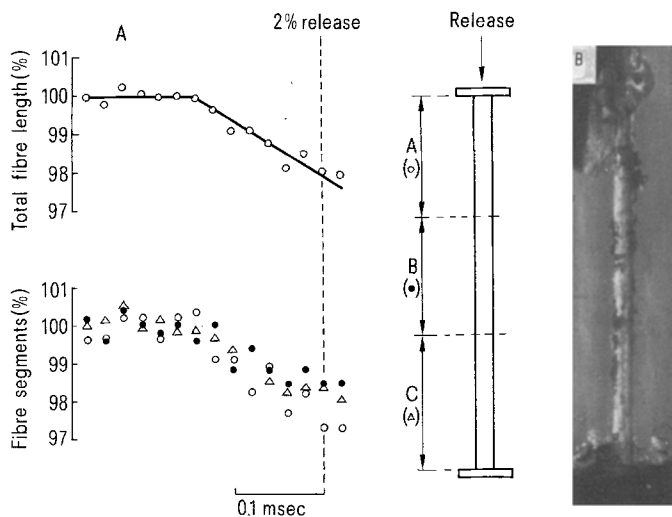 A
2% release
Total fibre length (%)
101
100
99
98
97
Fibre segments (%)
101
100
99
98
97
0.1 msec
Release
A
(○)
B
(●)
C
(△)
B